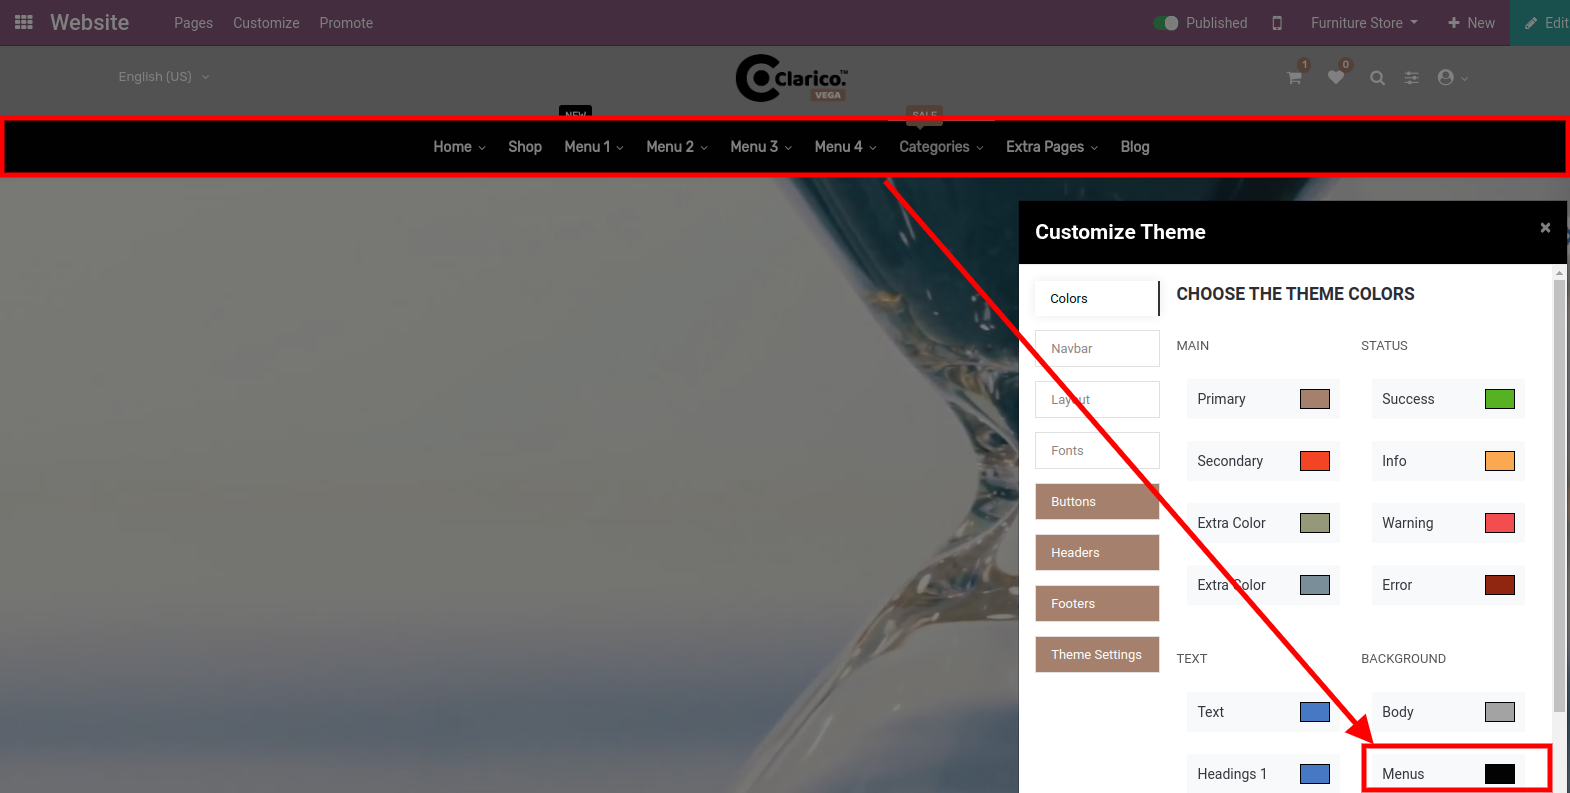 Website Pages Customize Promote Published Furniture Store New Edit
English (US) Clarico.™ 1 0
VEGA
NEW SALE
Home Shop Menu 1 Menu 2 Menu 3 Menu 4 Categories Extra Pages Blog
Customize Theme ×
Colors
Navbar
Layout
Fonts
Buttons
Headers
Footers
Theme Settings
CHOOSE THE THEME COLORS
MAIN
Primary
Secondary
Extra Color
Extra Color
STATUS
Success
Info
Warning
Error
TEXT
Text
Headings 1
BACKGROUND
Body
Menus